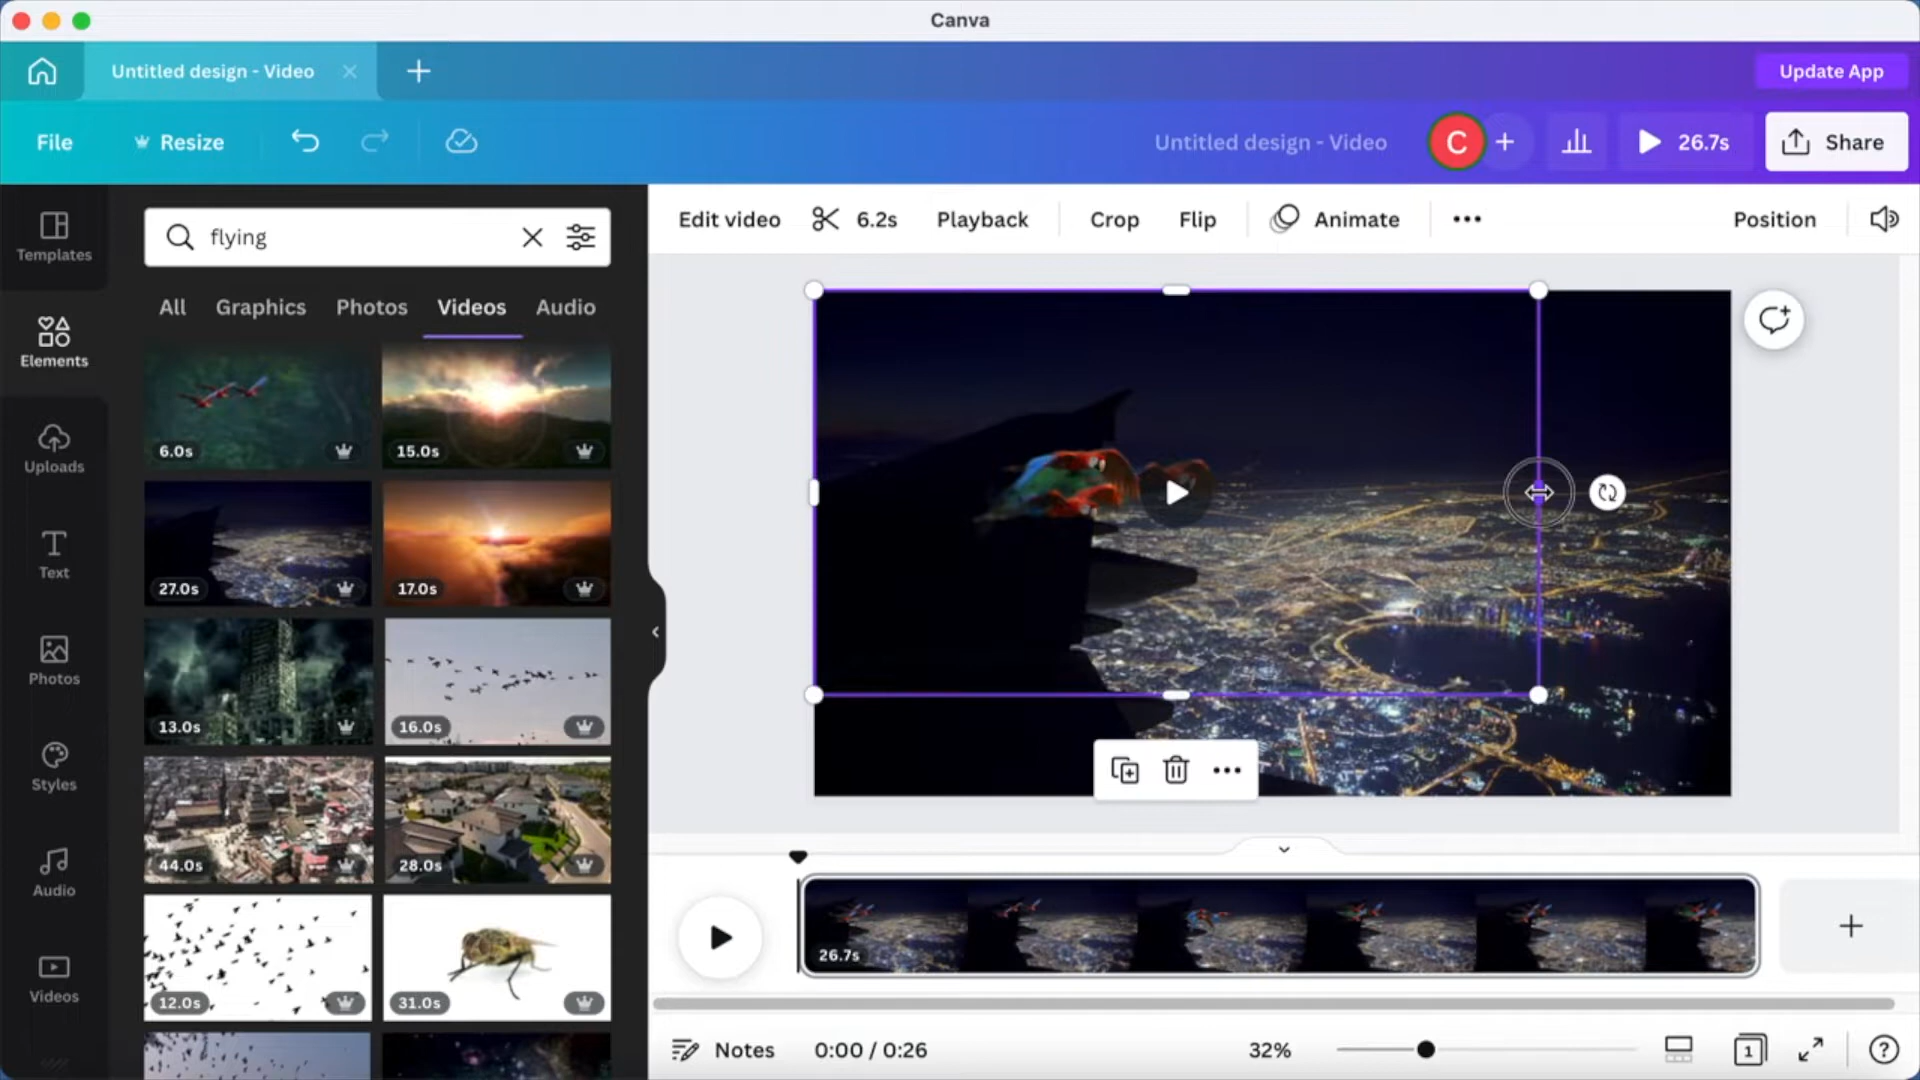 Canva
Untitled design - Video
Update App
File
Resize
Untitled design - Video
C
26.7s
Share
Templates
Elements
Uploads
Text
Photos
Styles
Audio
Videos
flying
All Graphics Photos Videos Audio
6.0s
15.0s
27.0s
17.0s
13.0s
16.0s
44.0s
28.0s
12.0s
31.0s
Edit video
6.2s
Playback
Crop
Flip
Animate
Position
26.7s
Notes
0:00 / 0:26
32%
1
?